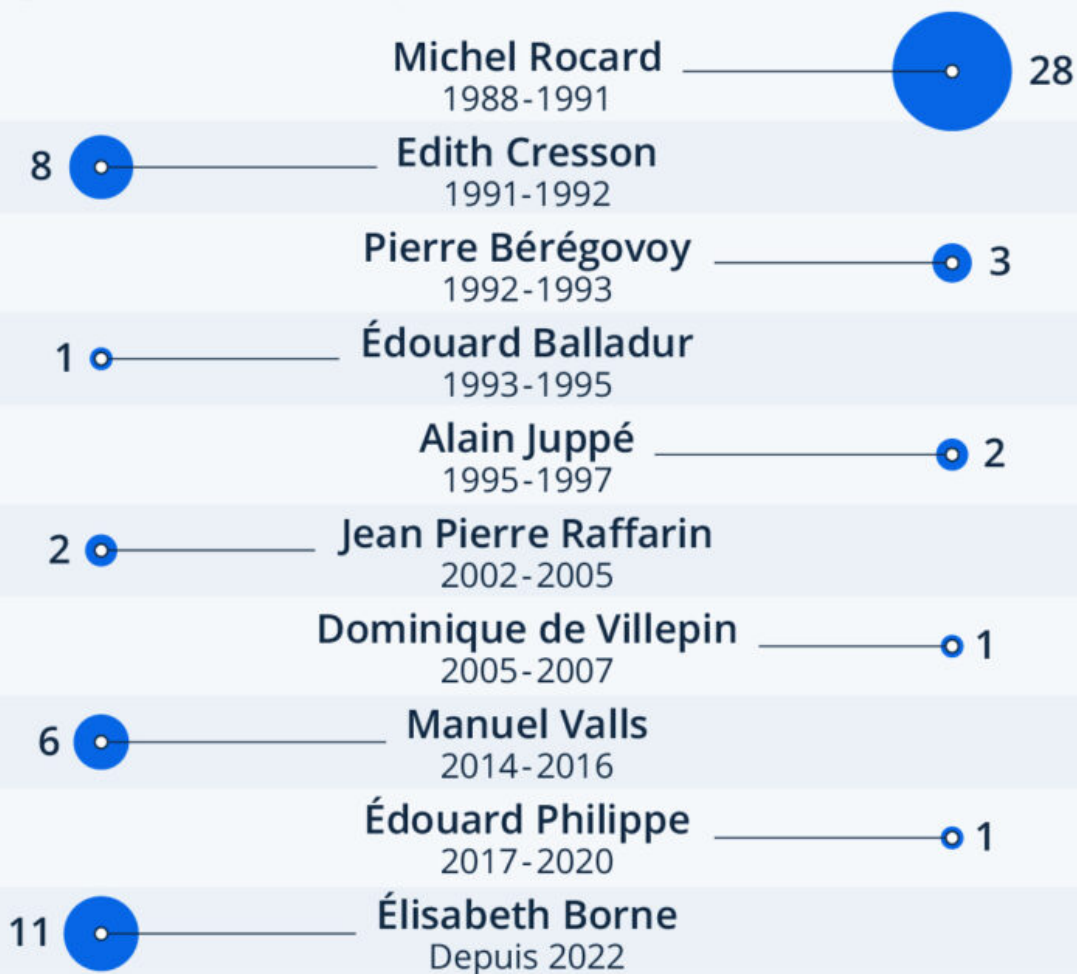 Michel Rocard
1988-1991
28
8
Edith Cresson
1991-1992
Pierre Bérégovoy
1992-1993
3
1
Édouard Balladur
1993-1995
Alain Juppé
1995-1997
2
2
Jean Pierre Raffarin
2002-2005
Dominique de Villepin
2005-2007
1
6
Manuel Valls
2014-2016
Édouard Philippe
2017-2020
1
11
Élisabeth Borne
Depuis 2022